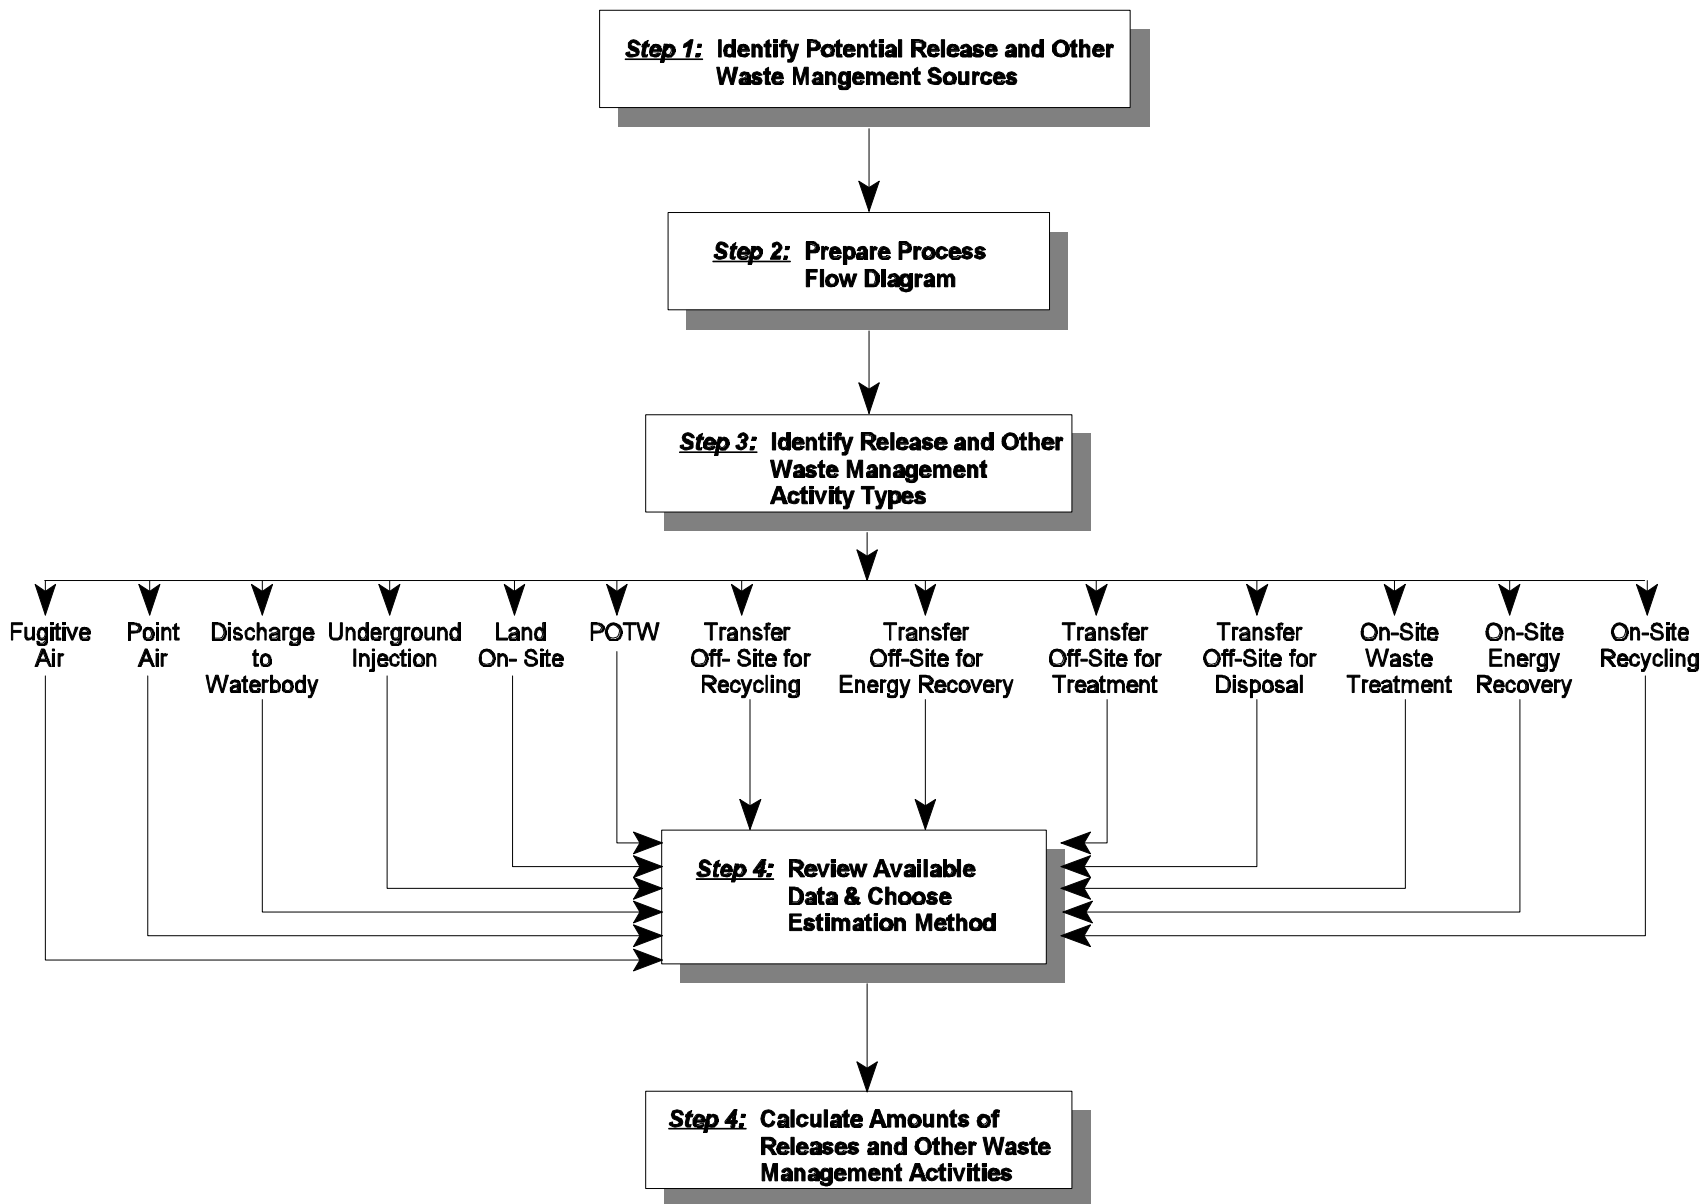 Step 1: Identify Potential Release and Other
Waste Mangement Sources
Step 2: Prepare Process
Flow Diagram
Step 3: Identify Release and Other
Waste Management
Activity Types
Fugitive
Air
Point
Air
Discharge
to
Waterbody
Underground
Injection
Land
On- Site
POTW
Transfer
Off- Site for
Recycling
Transfer
Off-Site for
Energy Recovery
Transfer
Off-Site for
Treatment
Transfer
Off-Site for
Disposal
On-Site
Waste
Treatment
On-Site
Energy
Recovery
On-Site
Recycling
Step 4: Review Available
Data & Choose
Estimation Method
Step 4: Calculate Amounts of
Releases and Other Waste
Management Activities